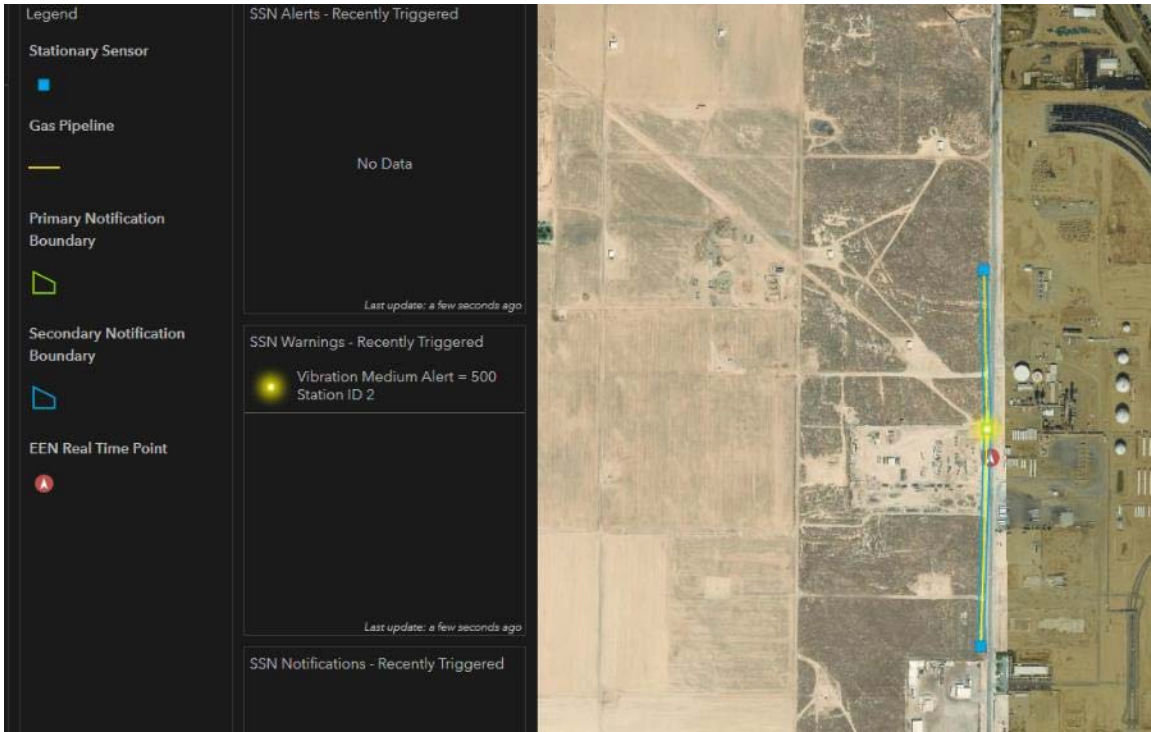 Legend
Stationary Sensor
Gas Pipeline
Primary Notification
Boundary
Secondary Notification
Boundary
EEN Real Time Point
SSN Alerts - Recently Triggered
No Data
Last update: a few seconds ago
SSN Warnings - Recently Triggered
Vibration Medium Alert = 500
Station ID 2
Last update: a few seconds ago
SSN Notifications - Recently Triggered